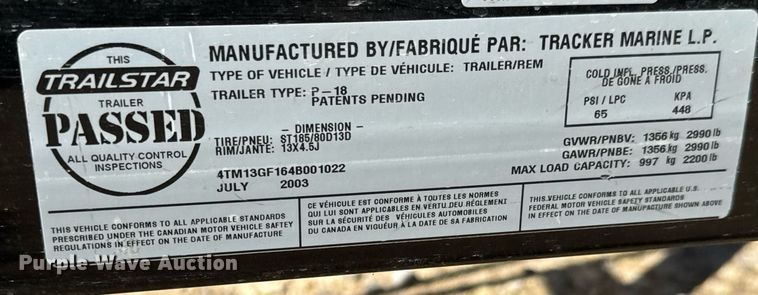 THIS
TRAILSTAR
TRAILER
PASSED
ALL QUALITY CONTROL
INSPECTIONS
MANUFACTURED BY/FABRIQUÉ PAR: TRACKER MARINE L.P.
TYPE OF VEHICLE / TYPE DE VÉHICULE: TRAILER/REM
TRAILER TYPE: P-18
PATENTS PENDING
COLD INFL. PRESS./PRESS.
DE GONE A FROID
PSI / LPC KPA
65 448
- DIMENSION -
TIRE/PNEU: ST185/80D13D
RIM/JANTE: 13X4.5J
GVWR/PNBV: 1356 kg 2990 lb
GAWR/PNBE: 1356 kg 2990 lb
MAX LOAD CAPACITY: 997 kg 2200 lb
4TM13GF164B001022
JULY 2003
THIS VEHICLE CONFORMS TO ALL APPLICABLE STANDARDS
PRESCRIBED UNDER THE CANADIAN MOTOR VEHICLE SAFTEY
REGULATIONS IN EFFECT ON THE DATE OF MANUFACTURE
CE VÉHICULE EST CONFORME A TOUTES LES NORMES
QUI LUI SONT APPLICABLES EN VERTU.DEU RÉGLEMENT
SUR LA SÉCURITÉ DES VÉHICULES AUTOMOBILES
DU CANADA EN VIGUEUR À LA DATE DE SA FABRICATION
THIS VEHICLE CONFORMS TO ALL APPLICABLE U.S.
FEDERAL MOTOR VEHICLE SAFETY STANDARDS IN
EFFECT ON THE DATE OF MANUFACTURE SHOWN ABOVE
Purple Wave Auction